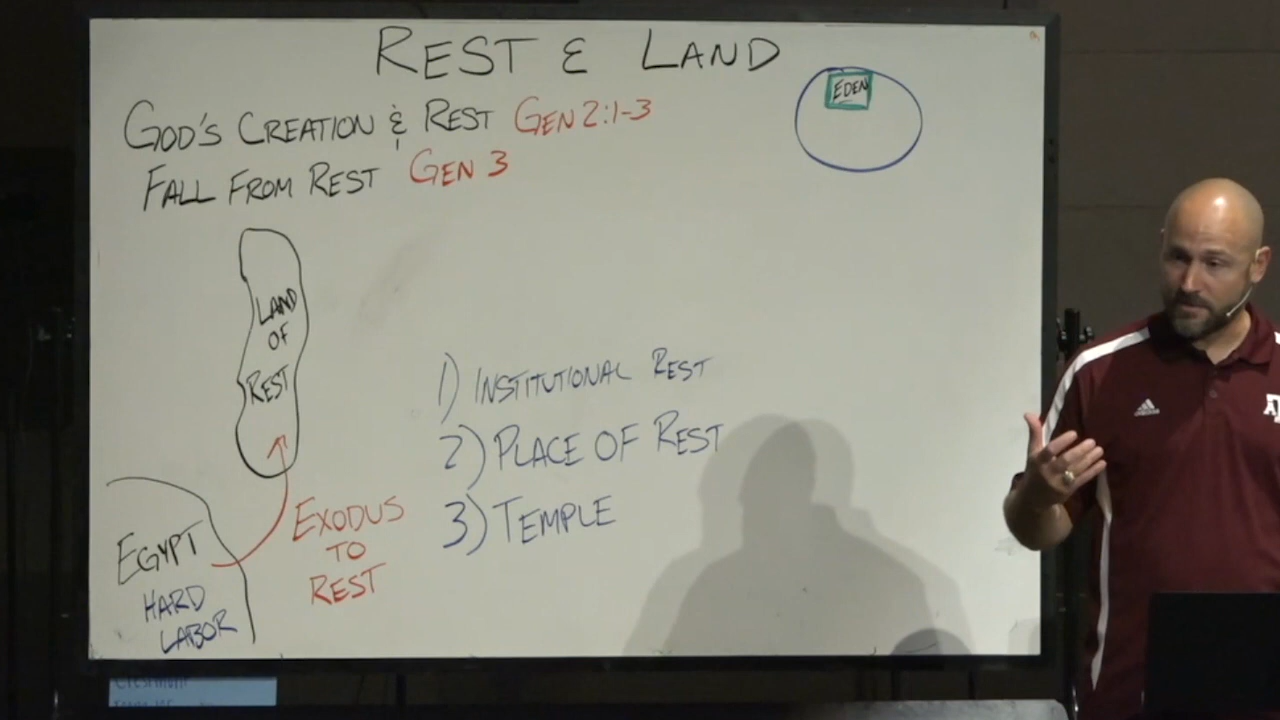 REST & LAND
EDEN
GOD'S CREATION & REST GEN 2:1-3
FALL FROM REST GEN 3
LAND
OF
REST
1) INSTITUTIONAL REST
2) PLACE OF REST
3) TEMPLE
EGYPT
HARD
LABOR
EXODUS
TO
REST